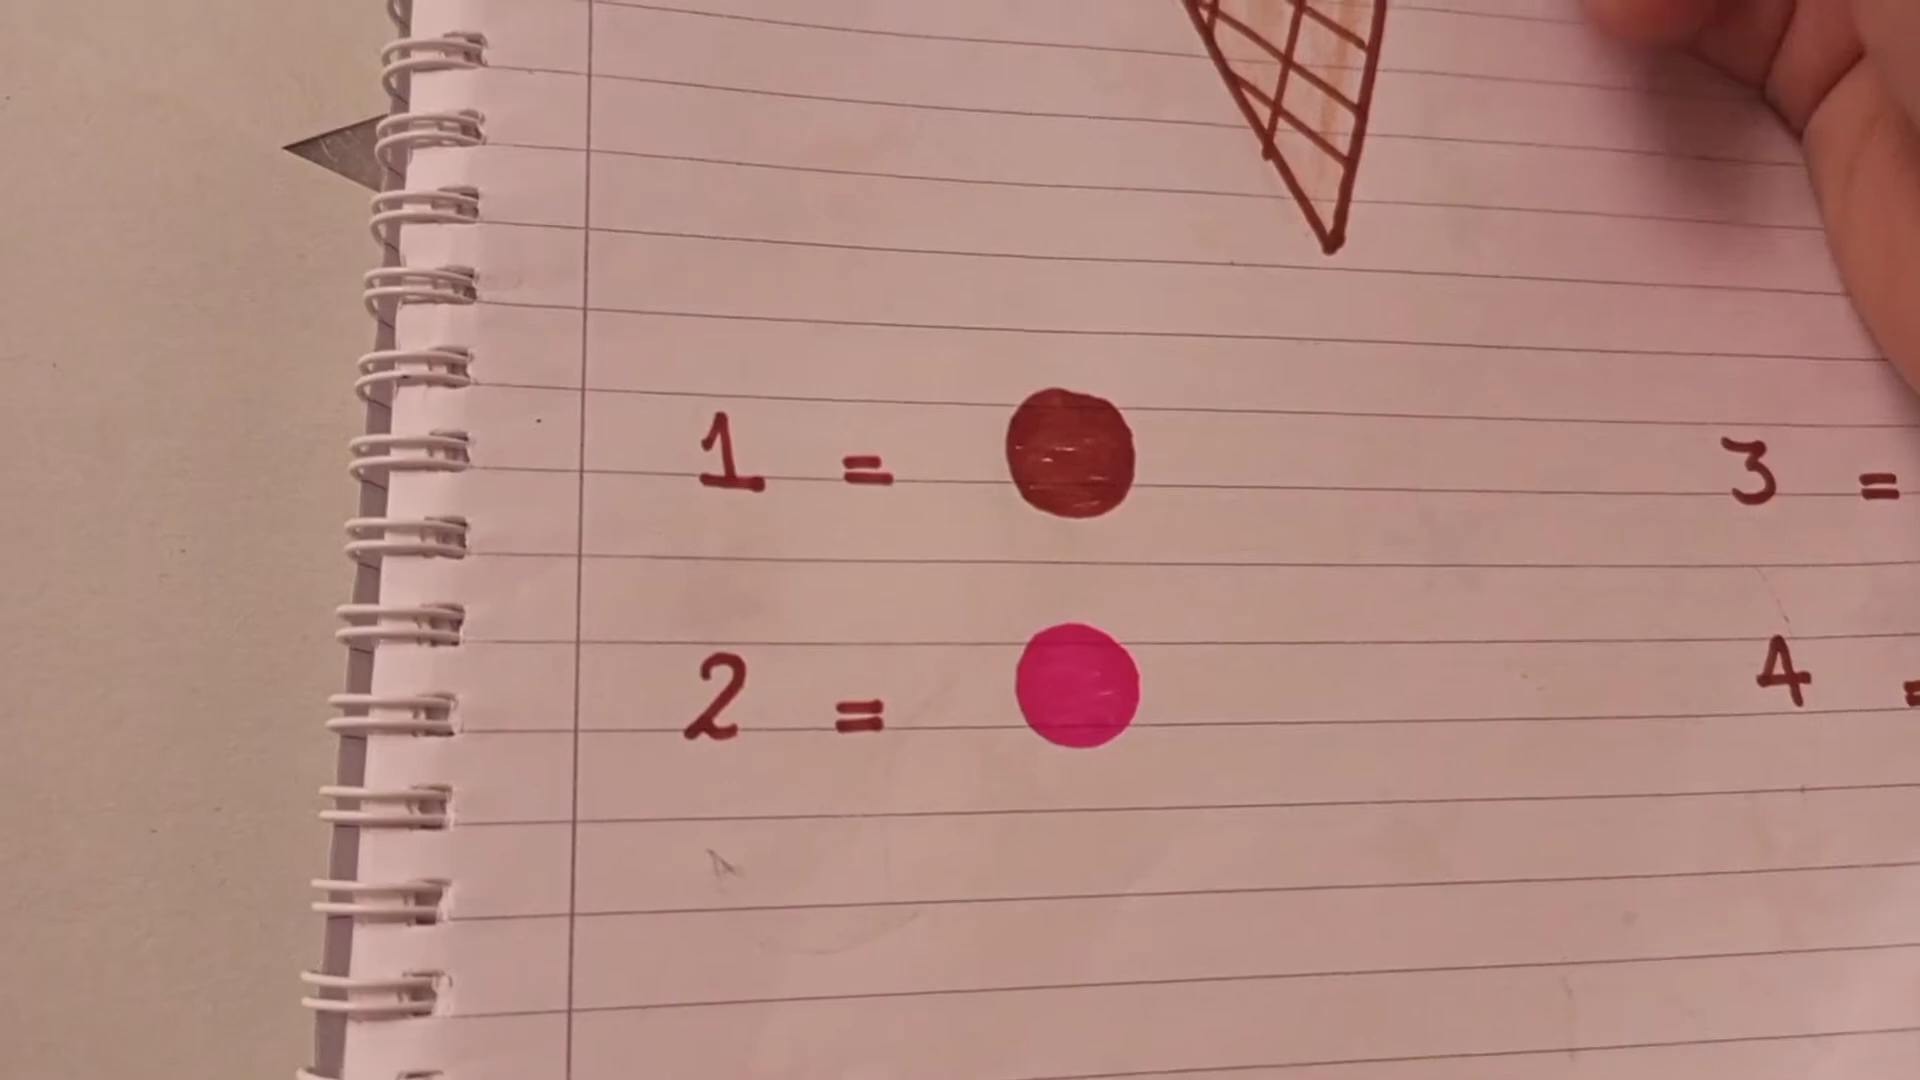 1 =
3 =
2 =
4 =